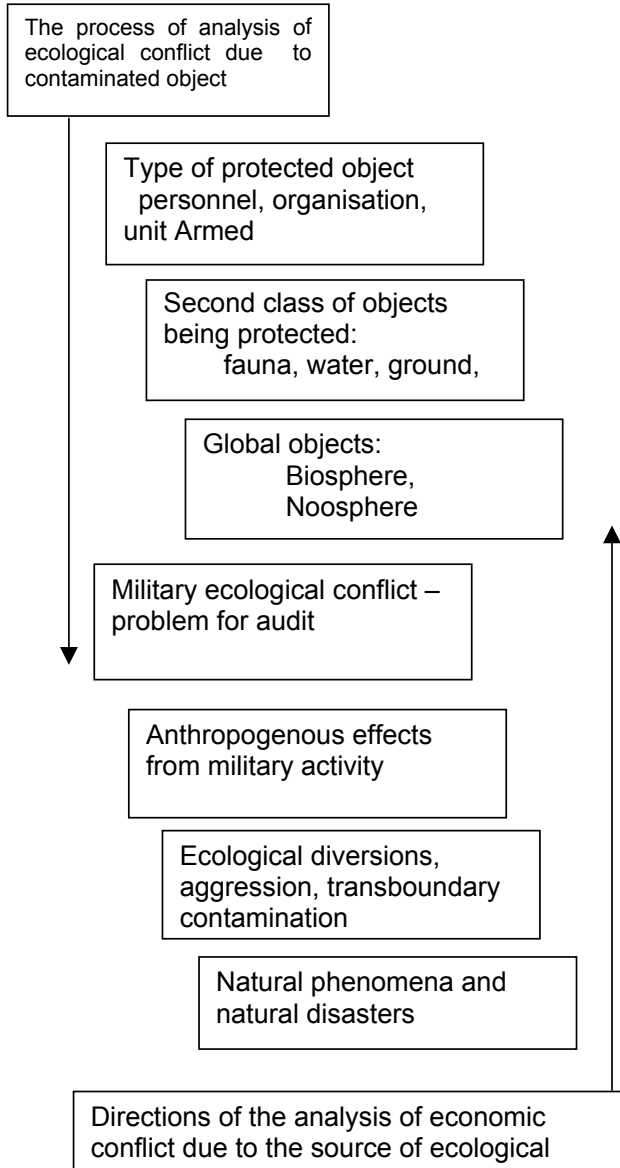 The process of analysis of
ecological conflict due to
contaminated object
Type of protected object
personnel, organisation,
unit Armed
Second class of objects
being protected:
fauna, water, ground,
Global objects:
Biosphere,
Noosphere
Military ecological conflict –
problem for audit
Anthropogenous effects
from military activity
Ecological diversions,
aggression, transboundary
contamination
Natural phenomena and
natural disasters
Directions of the analysis of economic
conflict due to the source of ecological